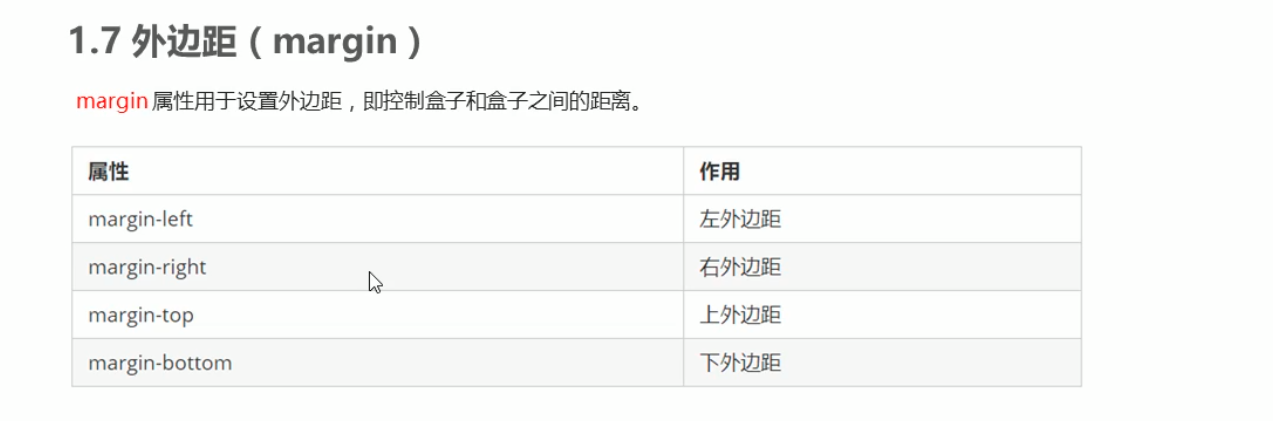 1.7 外边距（margin）
margin 属性用于设置外边距，即控制盒子和盒子之间的距离。
属性 作用
margin-left 左外边距
margin-right 右外边距
margin-top 上外边距
margin-bottom 下外边距